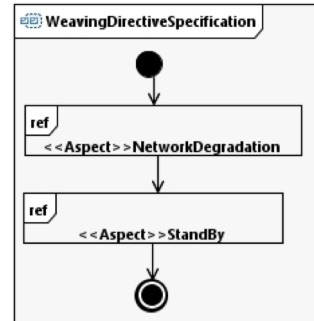 WeavingDirectiveSpecification
ref
<<Aspect>>NetworkDegradation
ref
<<Aspect>>StandBy